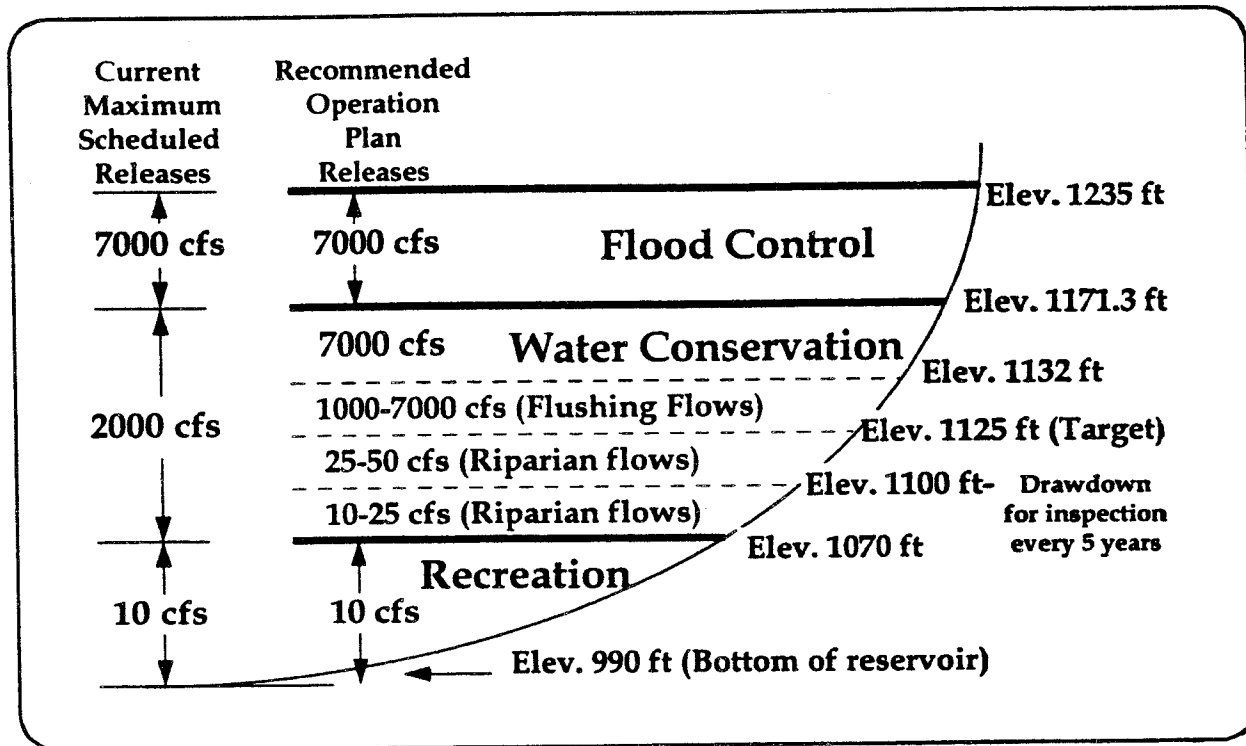 Current
Maximum
Scheduled
Releases
Recommended
Operation
Plan
Releases
Elev. 1235 ft
7000 cfs
7000 cfs
Flood Control
Elev. 1171.3 ft
7000 cfs
Water Conservation
Elev. 1132 ft
1000-7000 cfs (Flushing Flows)
2000 cfs
Elev. 1125 ft (Target)
25-50 cfs (Riparian flows)
Elev. 1100 ft-
Drawdown
for inspection
every 5 years
10-25 cfs (Riparian flows)
Elev. 1070 ft
Recreation
10 cfs
10 cfs
Elev. 990 ft (Bottom of reservoir)